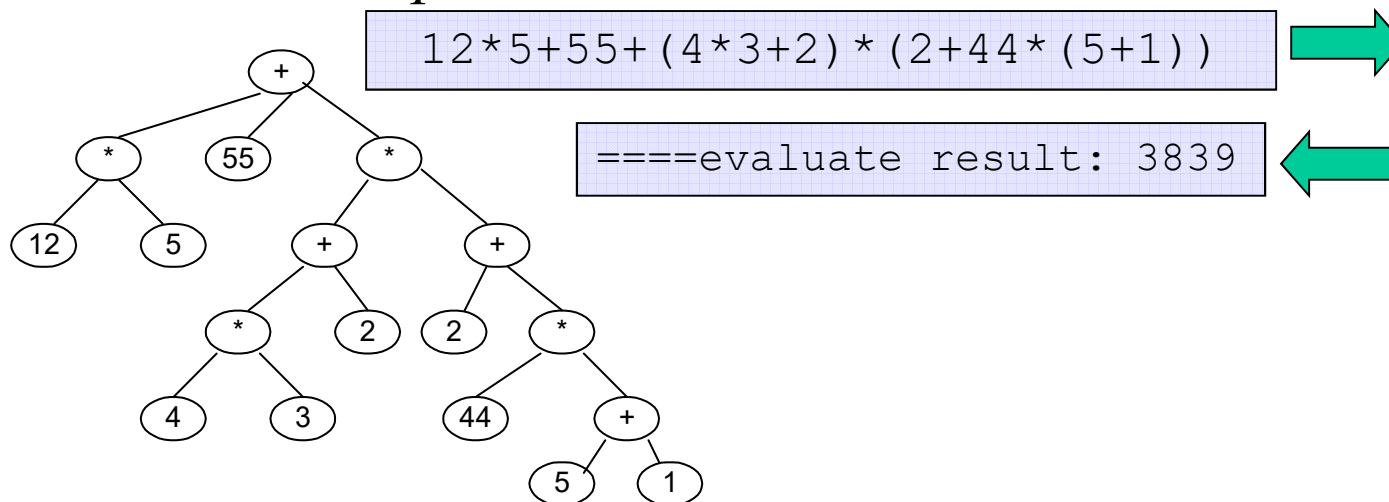 12*5+55+(4*3+2)*(2+44*(5+1))
+
====evaluate result: 3839
* 55 *
12 5 + +
* 2 2 *
4 3 44 +
5 1